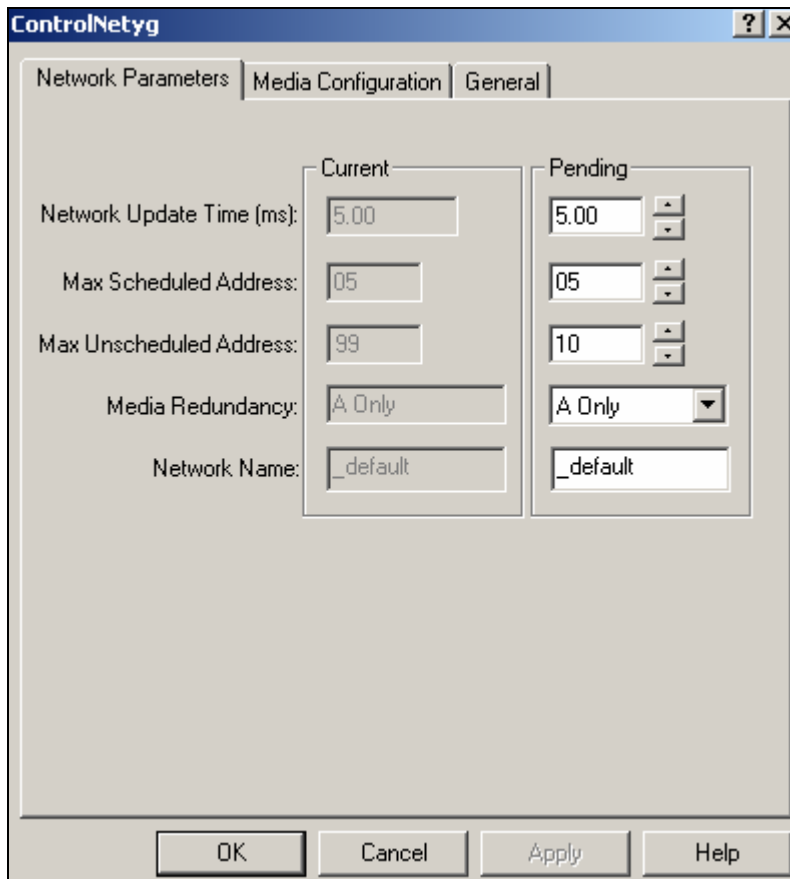 ControlNetyg
Network Parameters Media Configuration General
Current Pending
Network Update Time (ms): 5.00 5.00
Max Scheduled Address: 05 05
Max Unscheduled Address: 99 10
Media Redundancy: A Only A Only
Network Name: _default _default
OK Cancel Apply Help